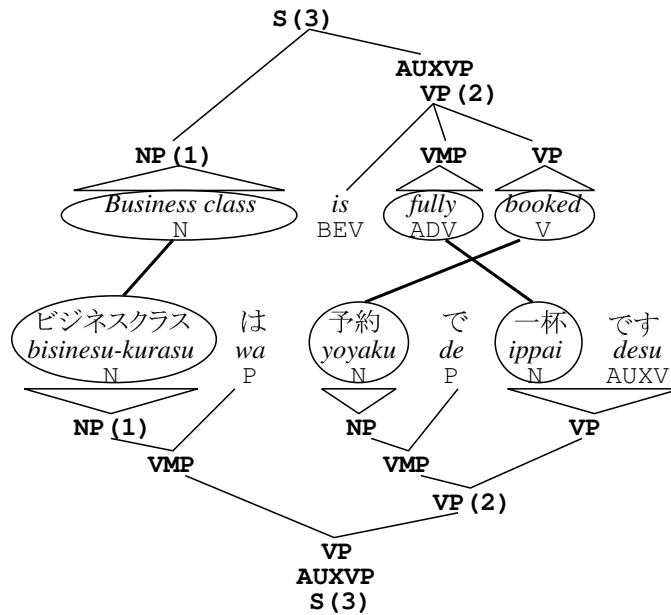 S(3)
AUXVP
VP(2)
NP(1) VMP VP
Business class is fully booked
N BEV ADV V
ビジネスクラス は 予約 で 一杯 です
bisinesu-kurasu wa yoyaku de ippai desu
N P N P N AUXV
NP(1) NP VP
VMP VMP
VP(2)
VP
AUXVP
S(3)